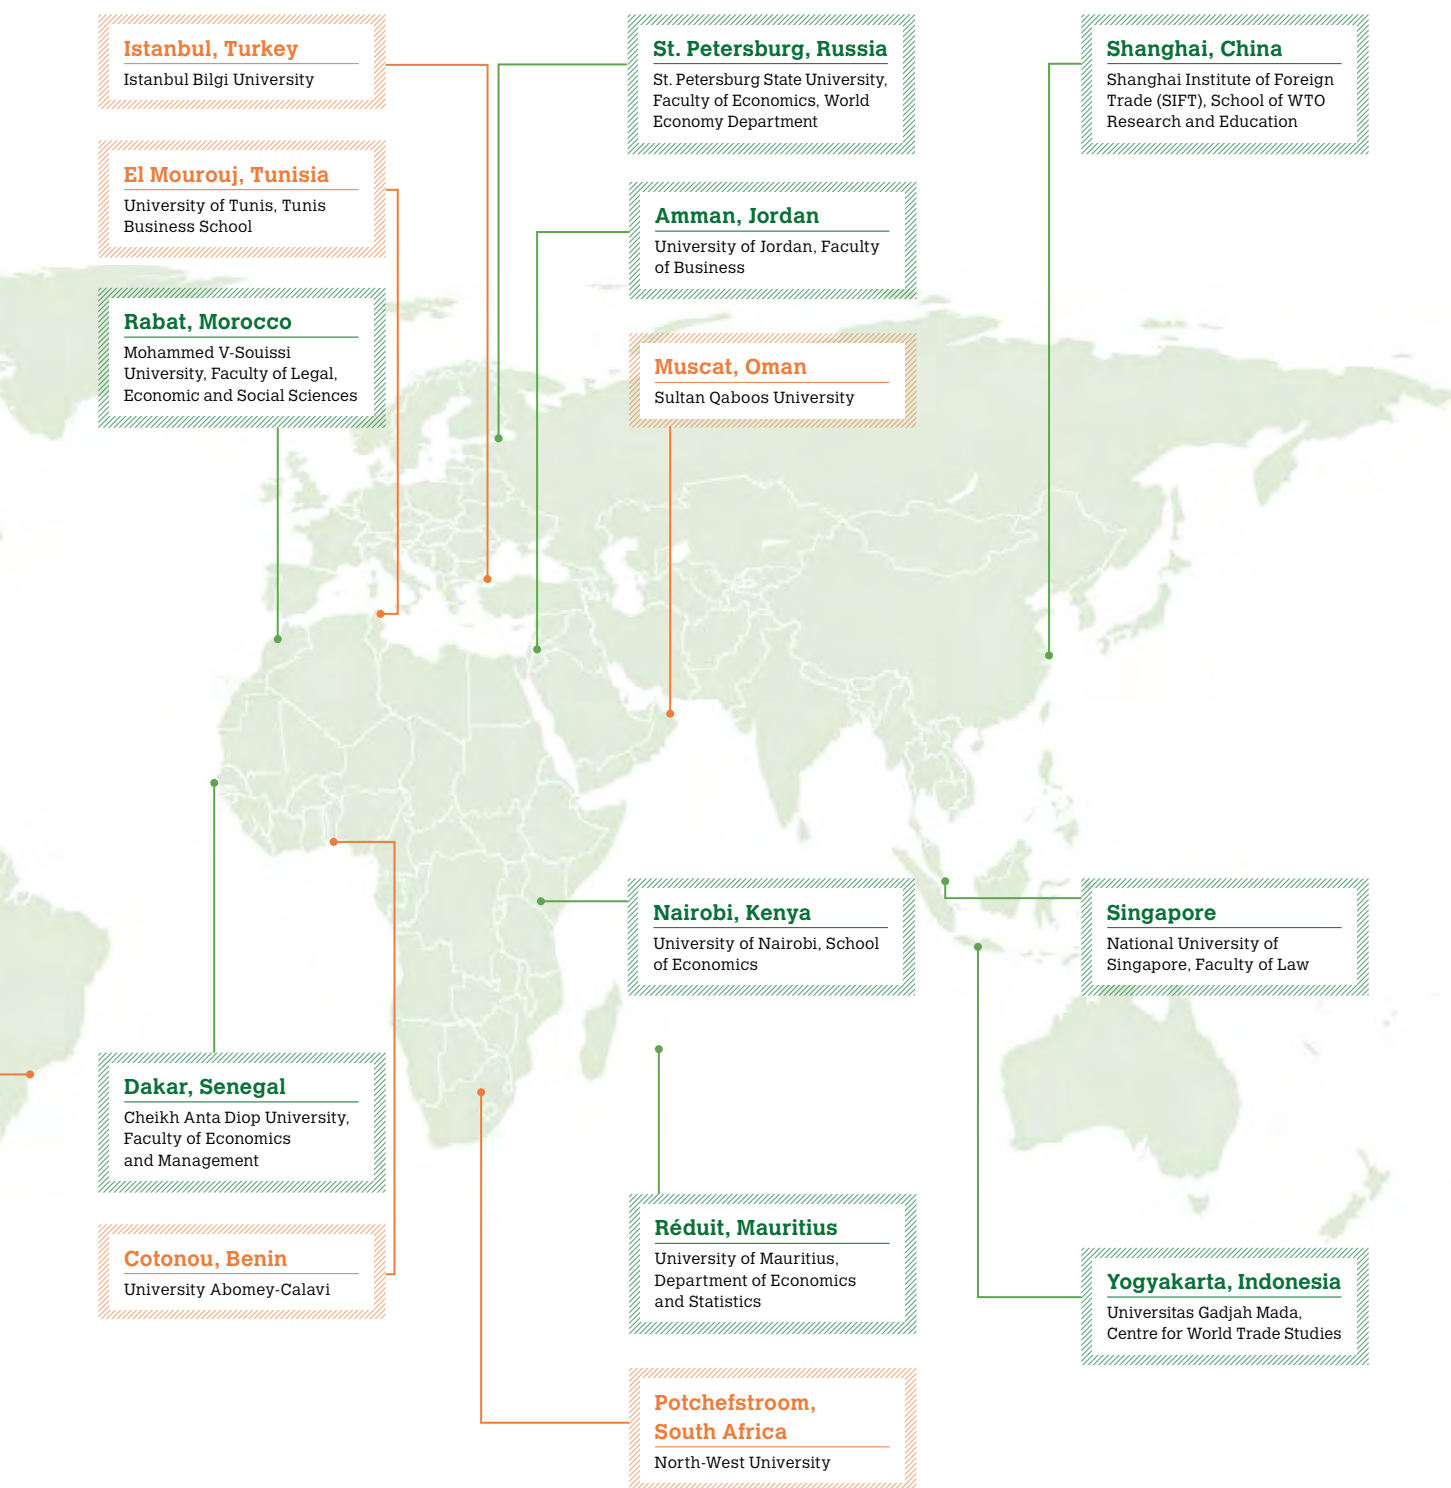 Istanbul, Turkey
Istanbul Bilgi University
El Mourouj, Tunisia
University of Tunis, Tunis
Business School
Rabat, Morocco
Mohammed V-Souissi
University, Faculty of Legal,
Economic and Social Sciences
Dakar, Senegal
Cheikh Anta Diop University,
Faculty of Economics
and Management
Cotonou, Benin
University Abomey-Calavi
St. Petersburg, Russia
St. Petersburg State University,
Faculty of Economics, World
Economy Department
Amman, Jordan
University of Jordan, Faculty
of Business
Muscat, Oman
Sultan Qaboos University
Nairobi, Kenya
University of Nairobi, School
of Economics
Réduit, Mauritius
University of Mauritius,
Department of Economics
and Statistics
Potchefstroom,
South Africa
North-West University
Shanghai, China
Shanghai Institute of Foreign
Trade (SIFT), School of WTO
Research and Education
Singapore
National University of
Singapore, Faculty of Law
Yogyakarta, Indonesia
Universitas Gadjah Mada,
Centre for World Trade Studies